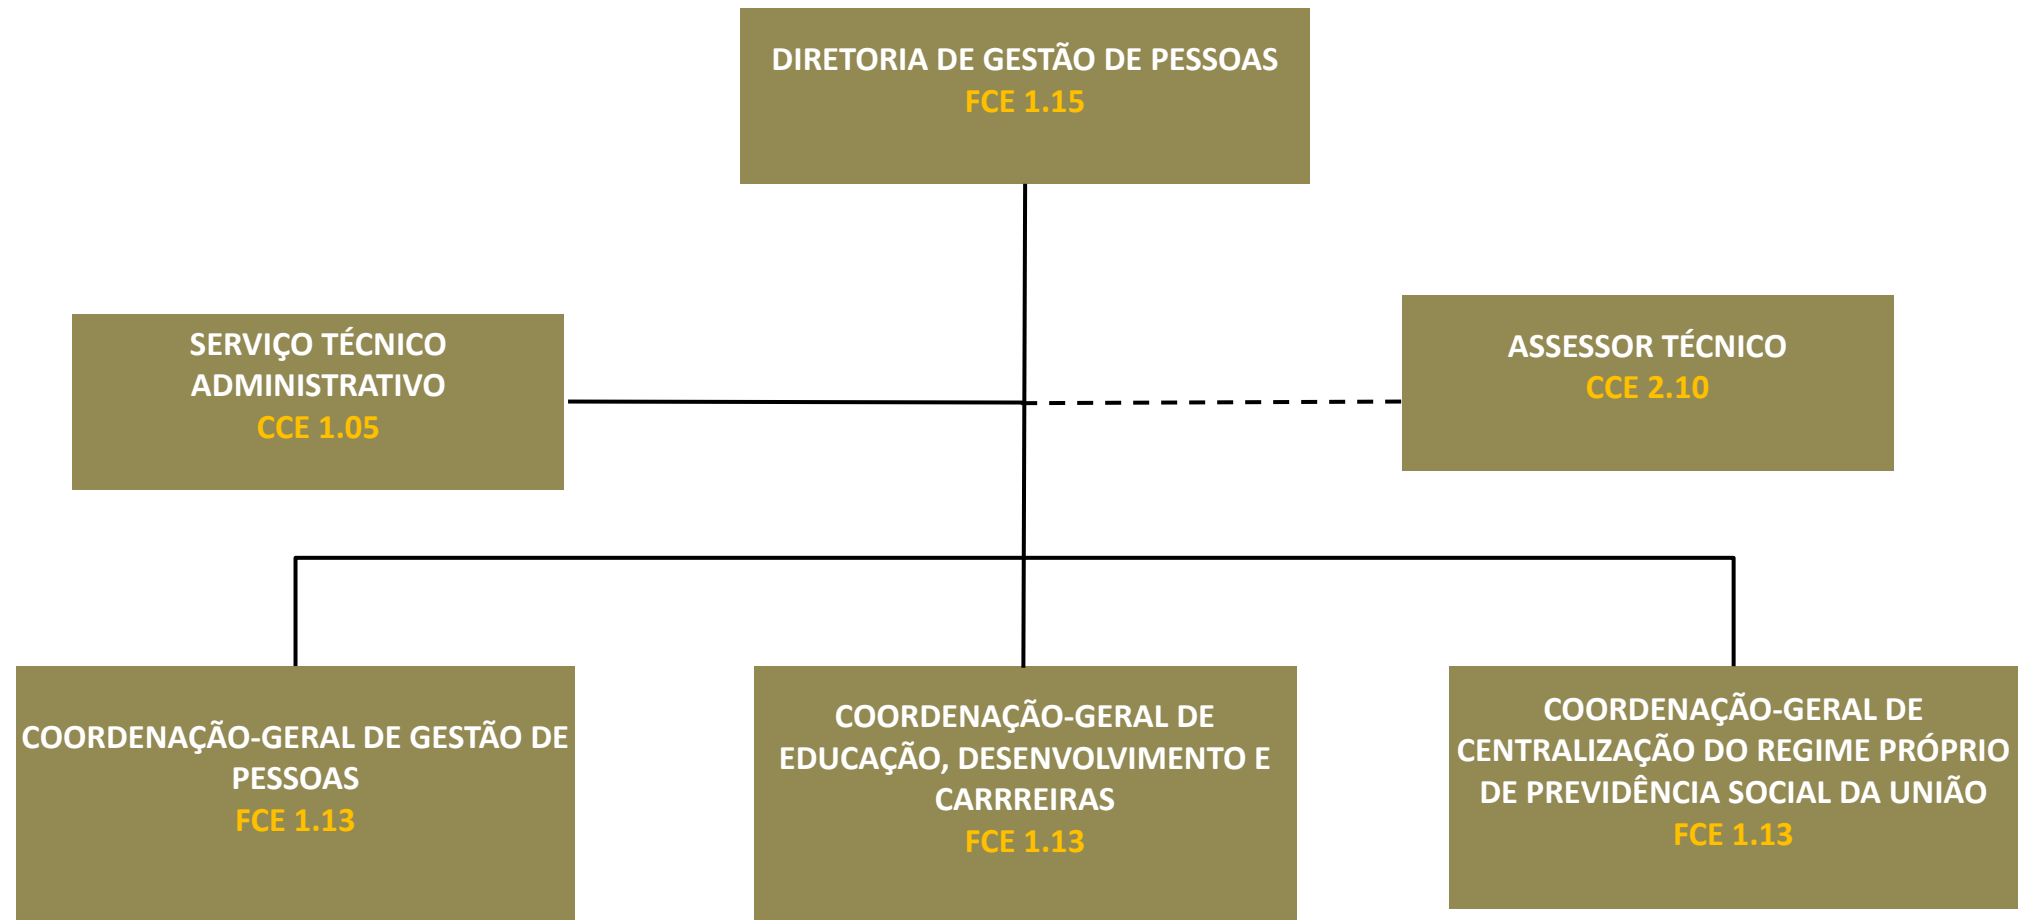 DIRETORIA DE GESTÃO DE PESSOAS
FCE 1.15
SERVIÇO TÉCNICO
ADMINISTRATIVO
CCE 1.05
ASSESSOR TÉCNICO
CCE 2.10
COORDENAÇÃO-GERAL DE GESTÃO DE
PESSOAS
FCE 1.13
COORDENAÇÃO-GERAL DE
EDUCAÇÃO, DESENVOLVIMENTO E
CARRREIRAS
FCE 1.13
COORDENAÇÃO-GERAL DE
CENTRALIZAÇÃO DO REGIME PRÓPRIO
DE PREVIDÊNCIA SOCIAL DA UNIÃO
FCE 1.13